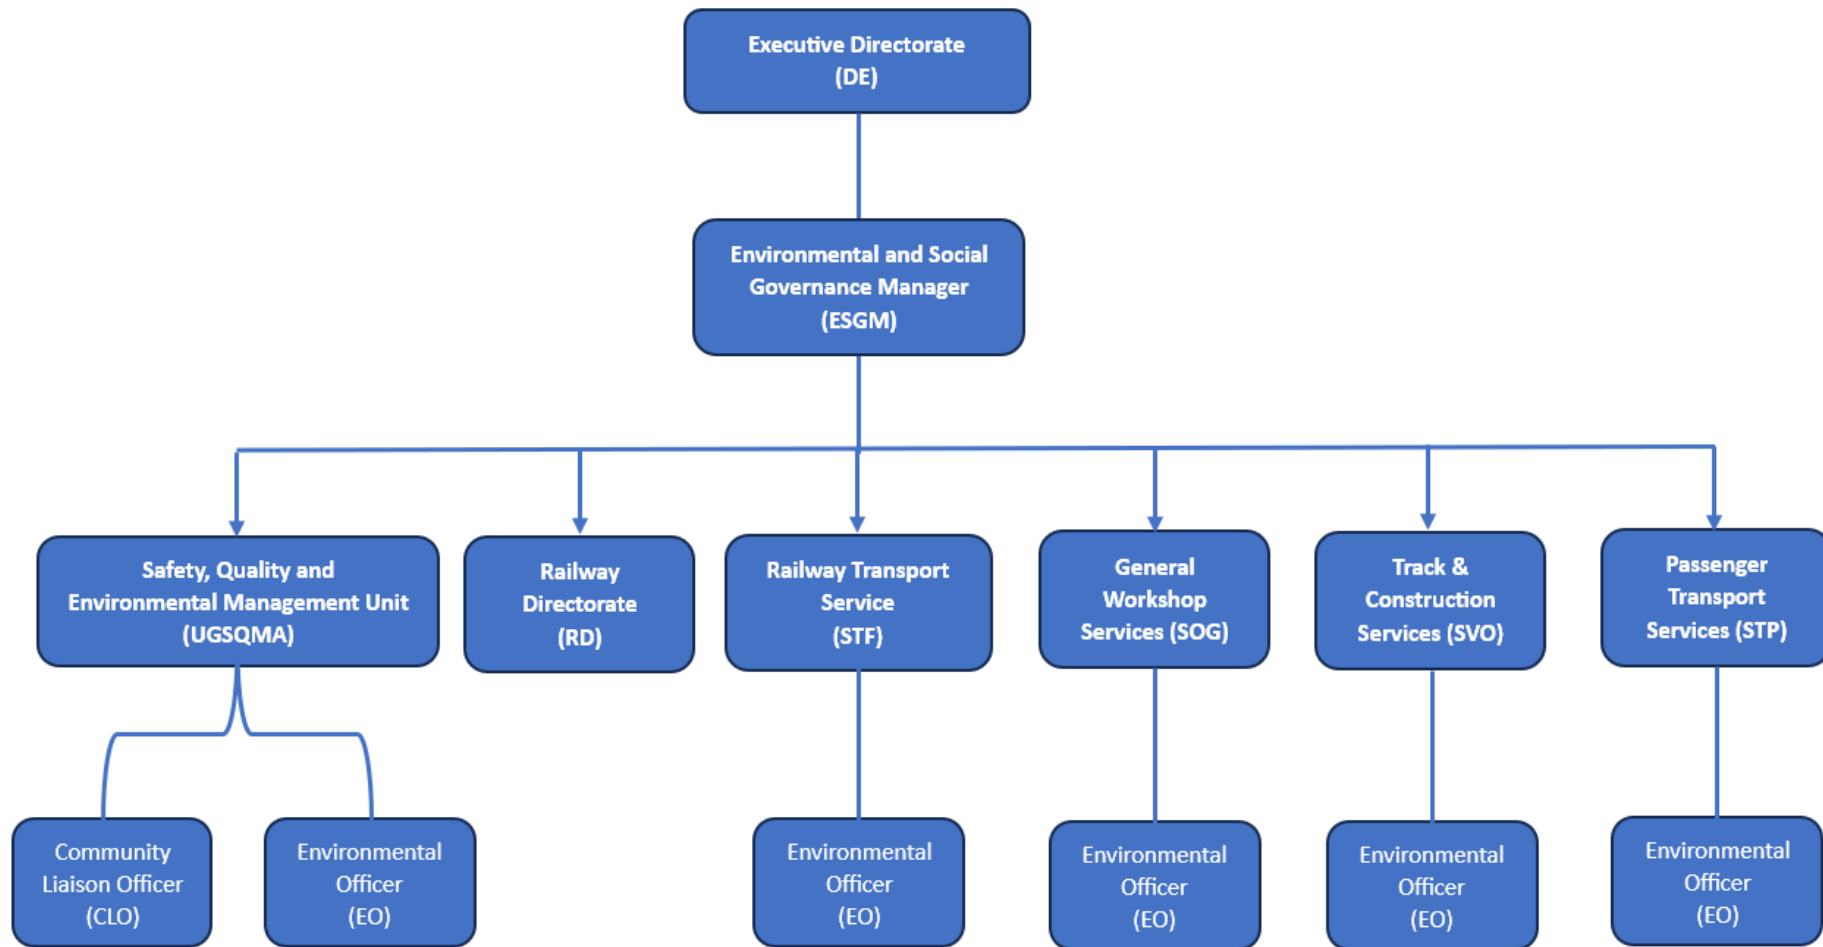 Executive Directorate
(DE)
Environmental and Social
Governance Manager
(ESGM)
Safety, Quality and
Environmental Management Unit
(UGSQMA)
Railway
Directorate
(RD)
Railway Transport
Service
(STF)
General
Workshop
Services (SOG)
Track &
Construction
Services (SVO)
Passenger
Transport
Services (STP)
Community
Liaison Officer
(CLO)
Environmental
Officer
(EO)
Environmental
Officer
(EO)
Environmental
Officer
(EO)
Environmental
Officer
(EO)
Environmental
Officer
(EO)